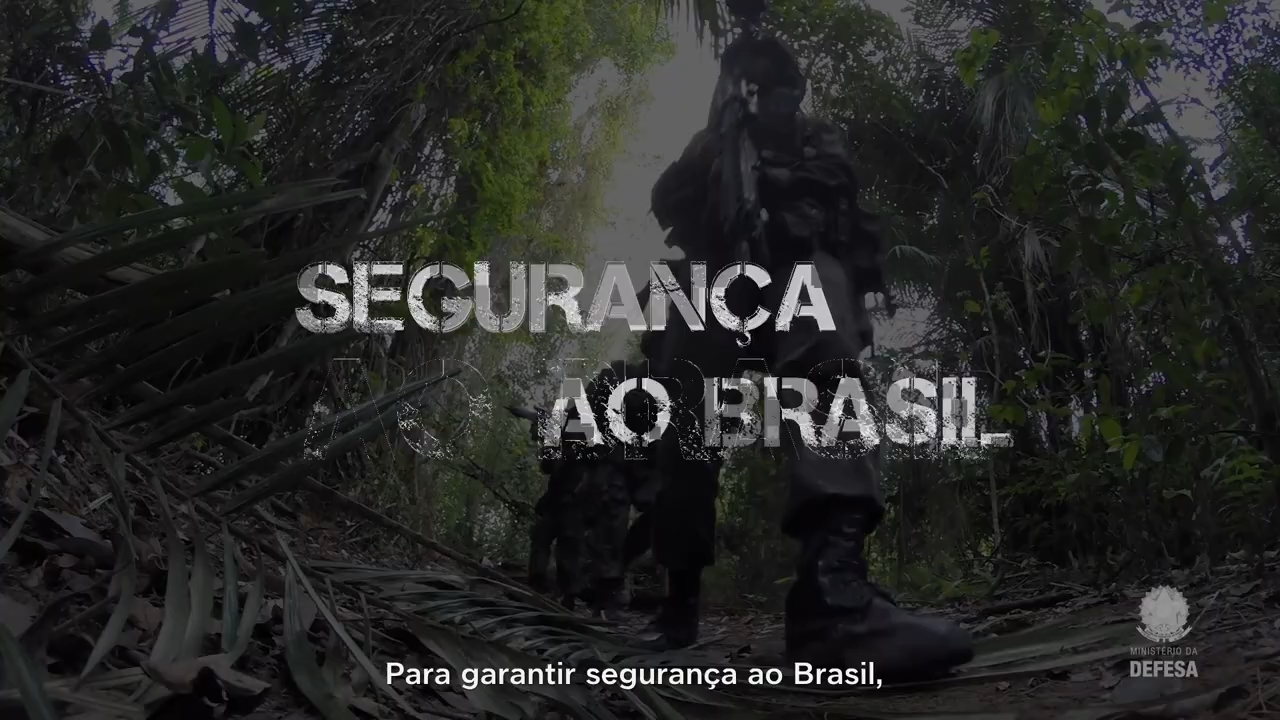 SEGURANÇA
AO BRASIL
Para garantir segurança ao Brasil,
MINISTÉRIO DA
DEFESA